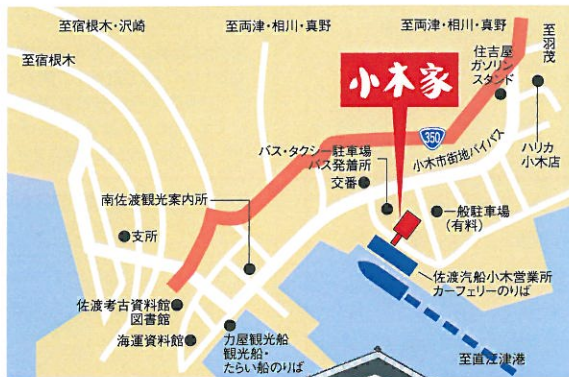 至宿根木・沢崎
至両津・相川・真野
至両津・相川・真野
至羽茂
至宿根木
住吉屋
ガソリン
スタンド
小木家
350
小木市街地バイパス
ハリカ
小木店
バス・タクシー駐車場
バス発着所
交番
南佐渡観光案内所
一般駐車場
(有料)
支所
佐渡汽船小木営業所
カーフェリーのりば
佐渡考古資料館
図書館
海運資料館
力屋観光船
観光船・
たらい船のりば
至直江津港